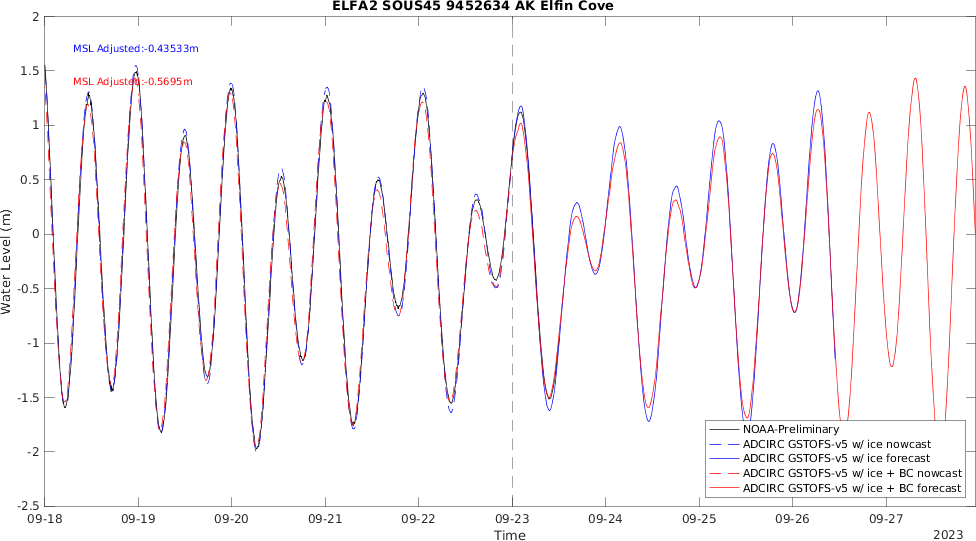 ELFA2 SOUS45 9452634 AK Elfin Cove
MSL Adjusted:-0.43533m
MSL Adjusted:-0.5695m
Water Level (m)
2
1.5
1
0.5
0
-0.5
-1
-1.5
-2
-2.5
NOAA-Preliminary
ADCIRC GSTOFS-v5 w/ ice nowcast
ADCIRC GSTOFS-v5 w/ ice forecast
ADCIRC GSTOFS-v5 w/ ice + BC nowcast
ADCIRC GSTOFS-v5 w/ ice + BC forecast
09-18 09-19 09-20 09-21 09-22 09-23 09-24 09-25 09-26 09-27
Time
2023